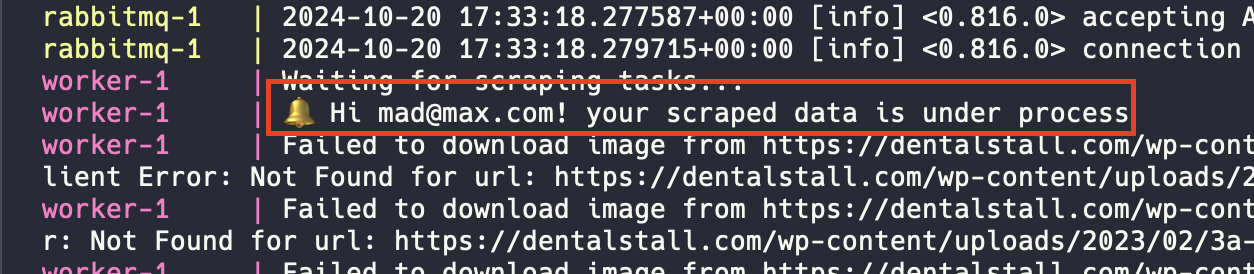 rabbitmq-1 | 2024-10-20 17:33:18.277587+00:00 [info] <0.816.0> accepting A
rabbitmq-1 | 2024-10-20 17:33:18.279715+00:00 [info] <0.816.0> connection
worker-1 | Waiting for scraping tasks...
worker-1 | 🔔 Hi mad@max.com! your scraped data is under process
worker-1 | Failed to download image from https://dentalstall.com/wp-cont
lient Error: Not Found for url: https://dentalstall.com/wp-content/uploads/2
worker-1 | Failed to download image from https://dentalstall.com/wp-cont
r: Not Found for url: https://dentalstall.com/wp-content/uploads/2023/02/3a-
worker-1 | Failed to download image from https://dentalstall.com/wp-cont